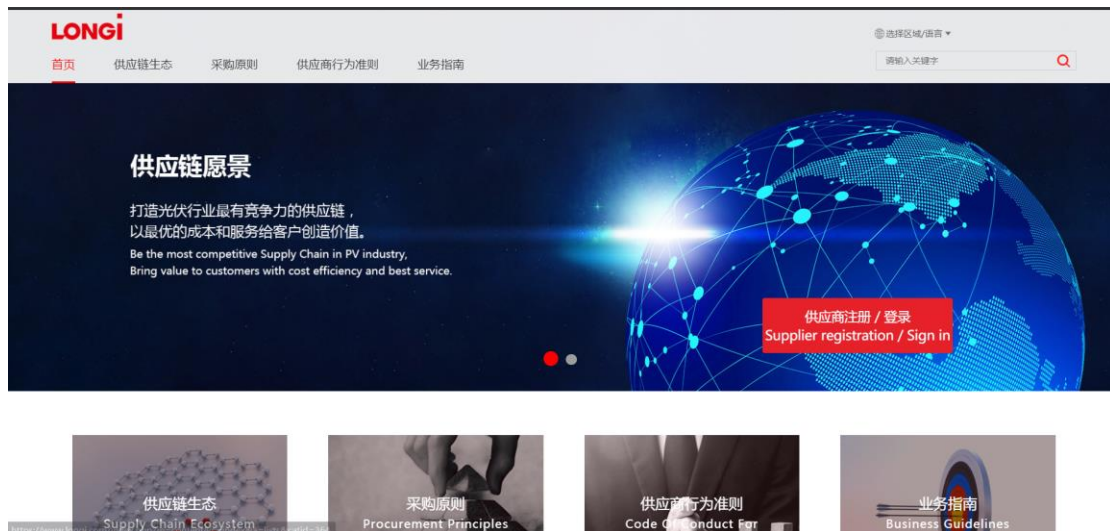 LONGi
选择区域/语言
首页 供应链生态 采购原则 供应商行为准则 业务指南
请输入关键字
供应链愿景
打造光伏行业最有竞争力的供应链，
以最优的成本和服务给客户创造价值。
Be the most competitive Supply Chain in PV industry,
Bring value to customers with cost efficiency and best service.
供应商注册 / 登录
Supplier registration / Sign in
供应链生态
Supply Chain Ecosystem
采购原则
Procurement Principles
供应商行为准则
Code Of Conduct For
业务指南
Business Guidelines